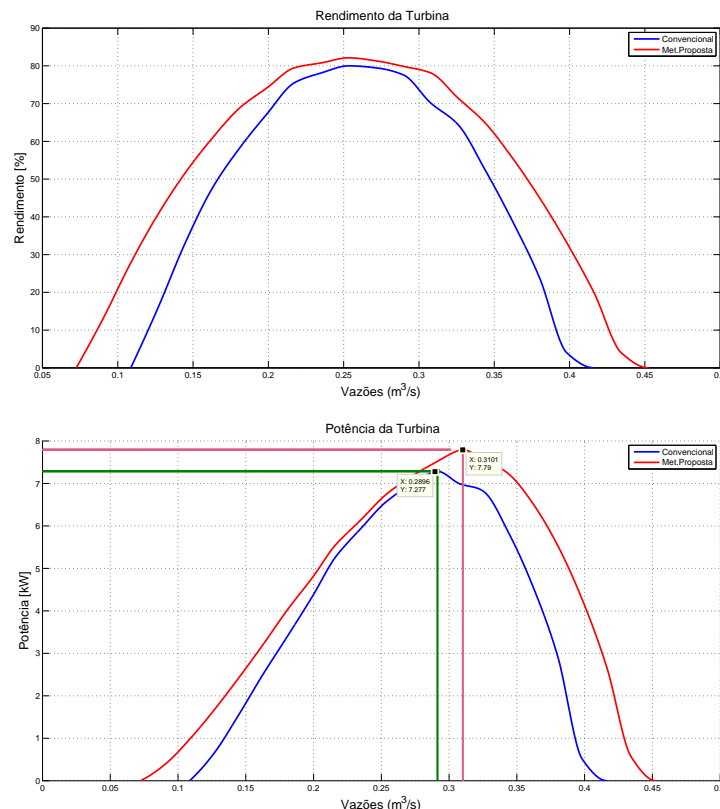 Rendimento da Turbina
90
80
70
60
50
40
30
20
10
0
Rendimento [%]
Convencional
Met.Proposta
0.05 0.1 0.15 0.2 0.25 0.3 0.35 0.4 0.45 0.5
Vazões (m³/s)
Potência da Turbina
8
7
6
5
4
3
2
1
0
Potência [kW]
Convencional
Met.Proposta
X: 0.3101
Y: 7.79
X: 0.2896
Y: 7.277
0 0.05 0.1 0.15 0.2 0.25 0.3 0.35 0.4 0.45 0.5
Vazões (m³/s)